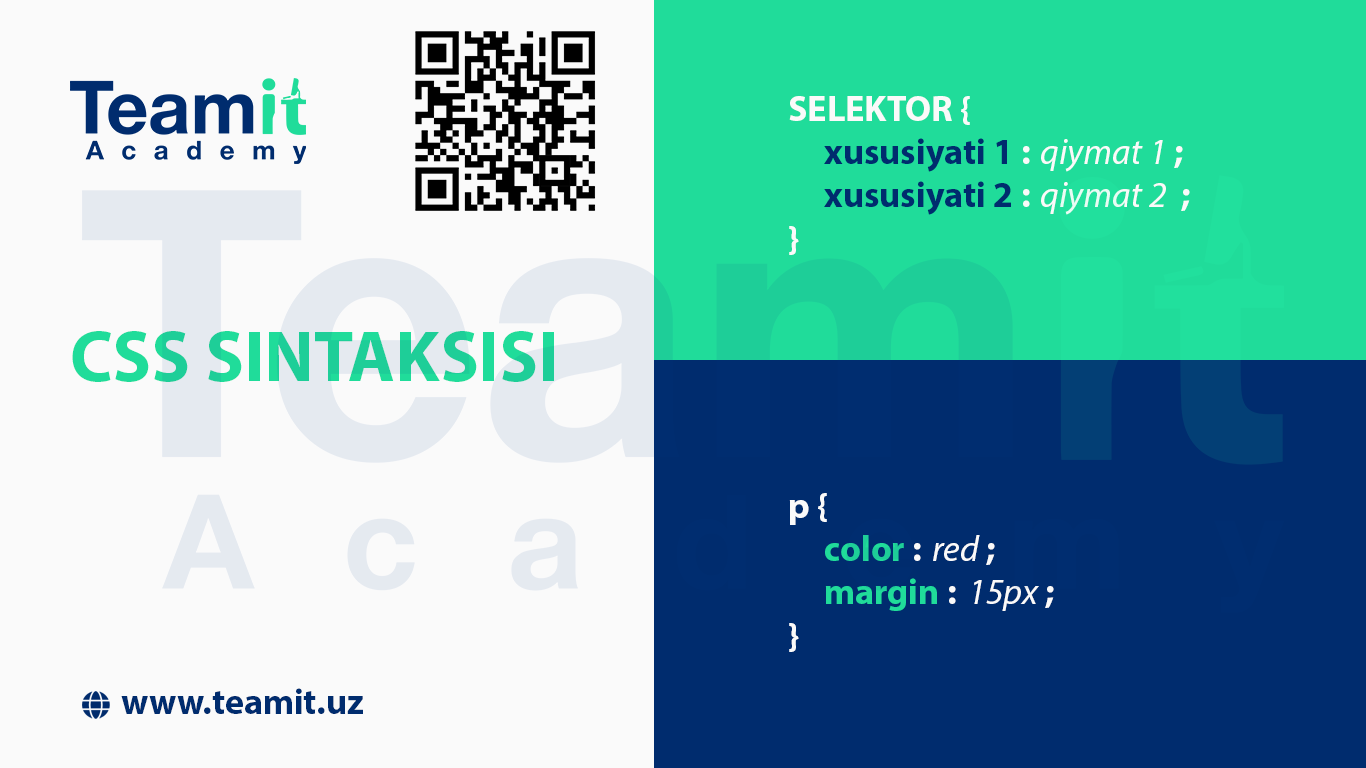 Teamit
Academy
CSS SINTAKSISI
www.teamit.uz
SELEKTOR {
xususiyati 1 : qiymat 1 ;
xususiyati 2 : qiymat 2 ;
}
p {
color : red ;
margin : 15px ;
}
Teamit
Academy